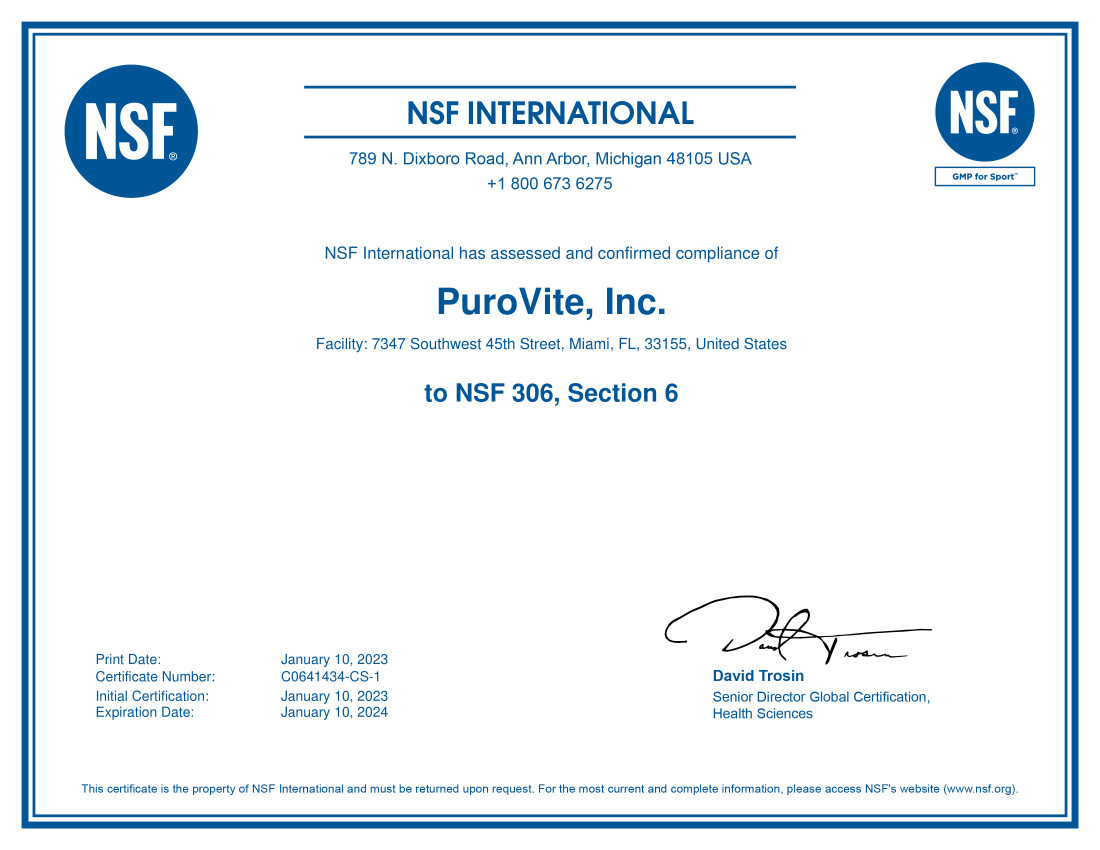 NSF®
NSF INTERNATIONAL
789 N. Dixboro Road, Ann Arbor, Michigan 48105 USA
+1 800 673 6275
NSF®
GMP for Sport™
NSF International has assessed and confirmed compliance of
PuroVite, Inc.
Facility: 7347 Southwest 45th Street, Miami, FL, 33155, United States
to NSF 306, Section 6
Print Date: January 10, 2023
Certificate Number: C0641434-CS-1
Initial Certification: January 10, 2023
Expiration Date: January 10, 2024
David Trosin
David Trosin
Senior Director Global Certification,
Health Sciences
This certificate is the property of NSF International and must be returned upon request. For the most current and complete information, please access NSF's website (www.nsf.org).